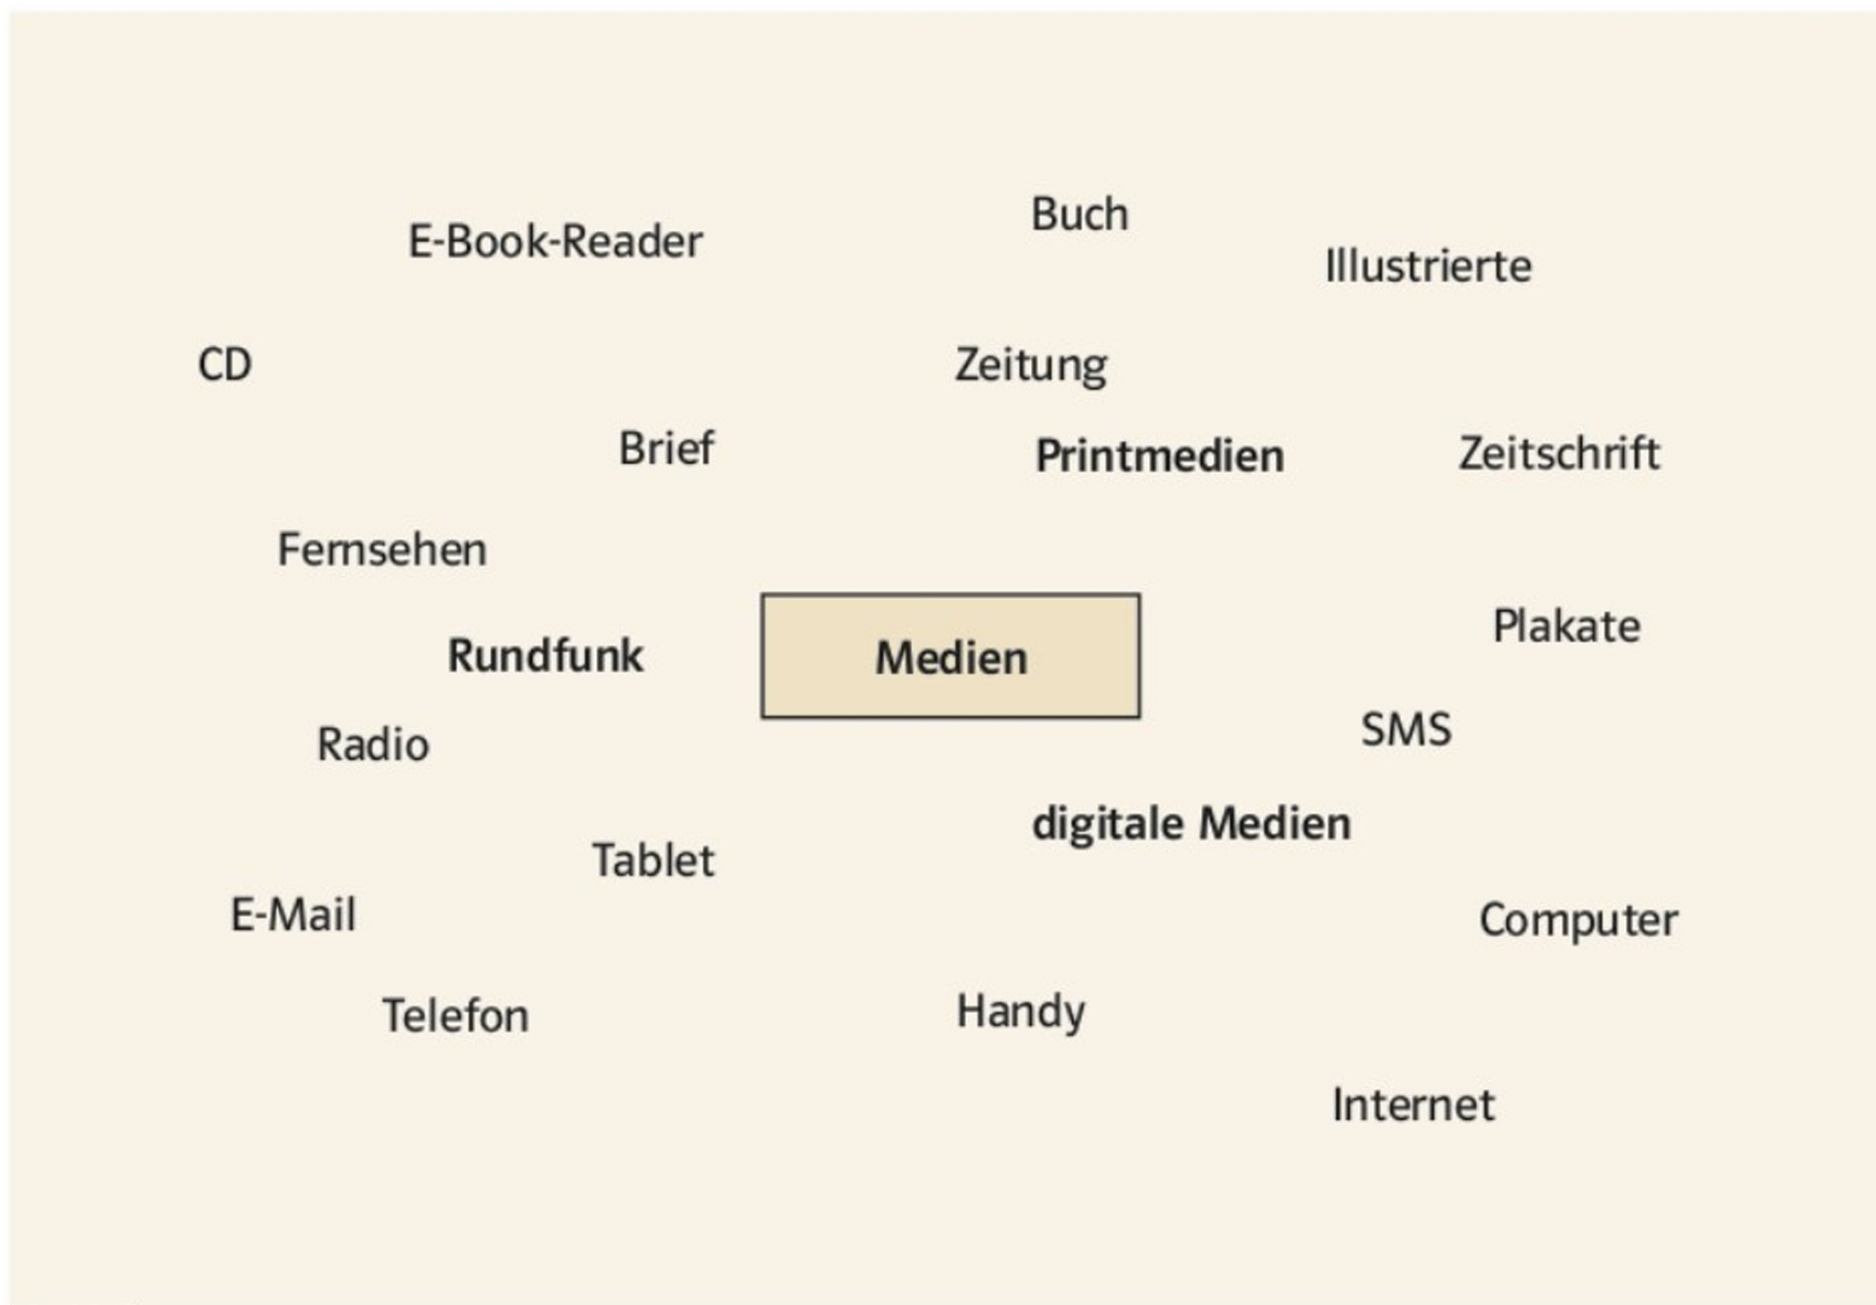 Buch
E-Book-Reader
Illustrierte
CD
Zeitung
Brief
Printmedien
Zeitschrift
Fernsehen
Plakate
Rundfunk
Medien
SMS
Radio
digitale Medien
Tablet
E-Mail
Computer
Telefon
Handy
Internet